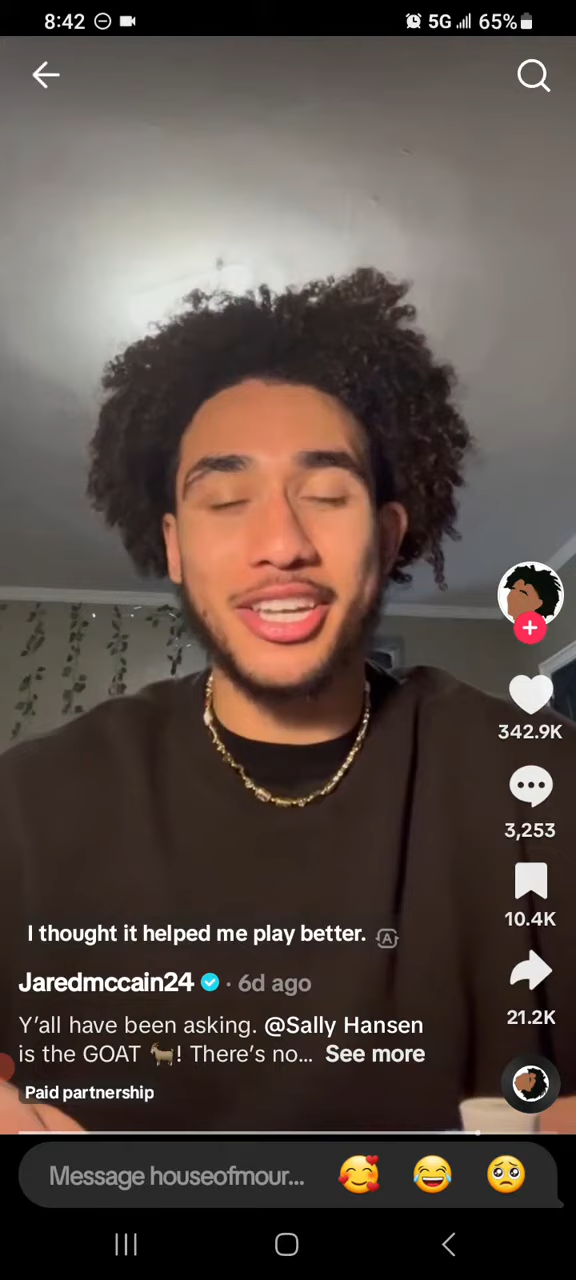 8:42
5G
65%
342.9K
3,253
10.4K
I thought it helped me play better.
A
Jaredmccain24 · 6d ago
21.2K
Y'all have been asking. @Sally Hansen
is the GOAT 🐐! There's no... See more
Paid partnership
Message houseofmour... 🥰 😂 🥺